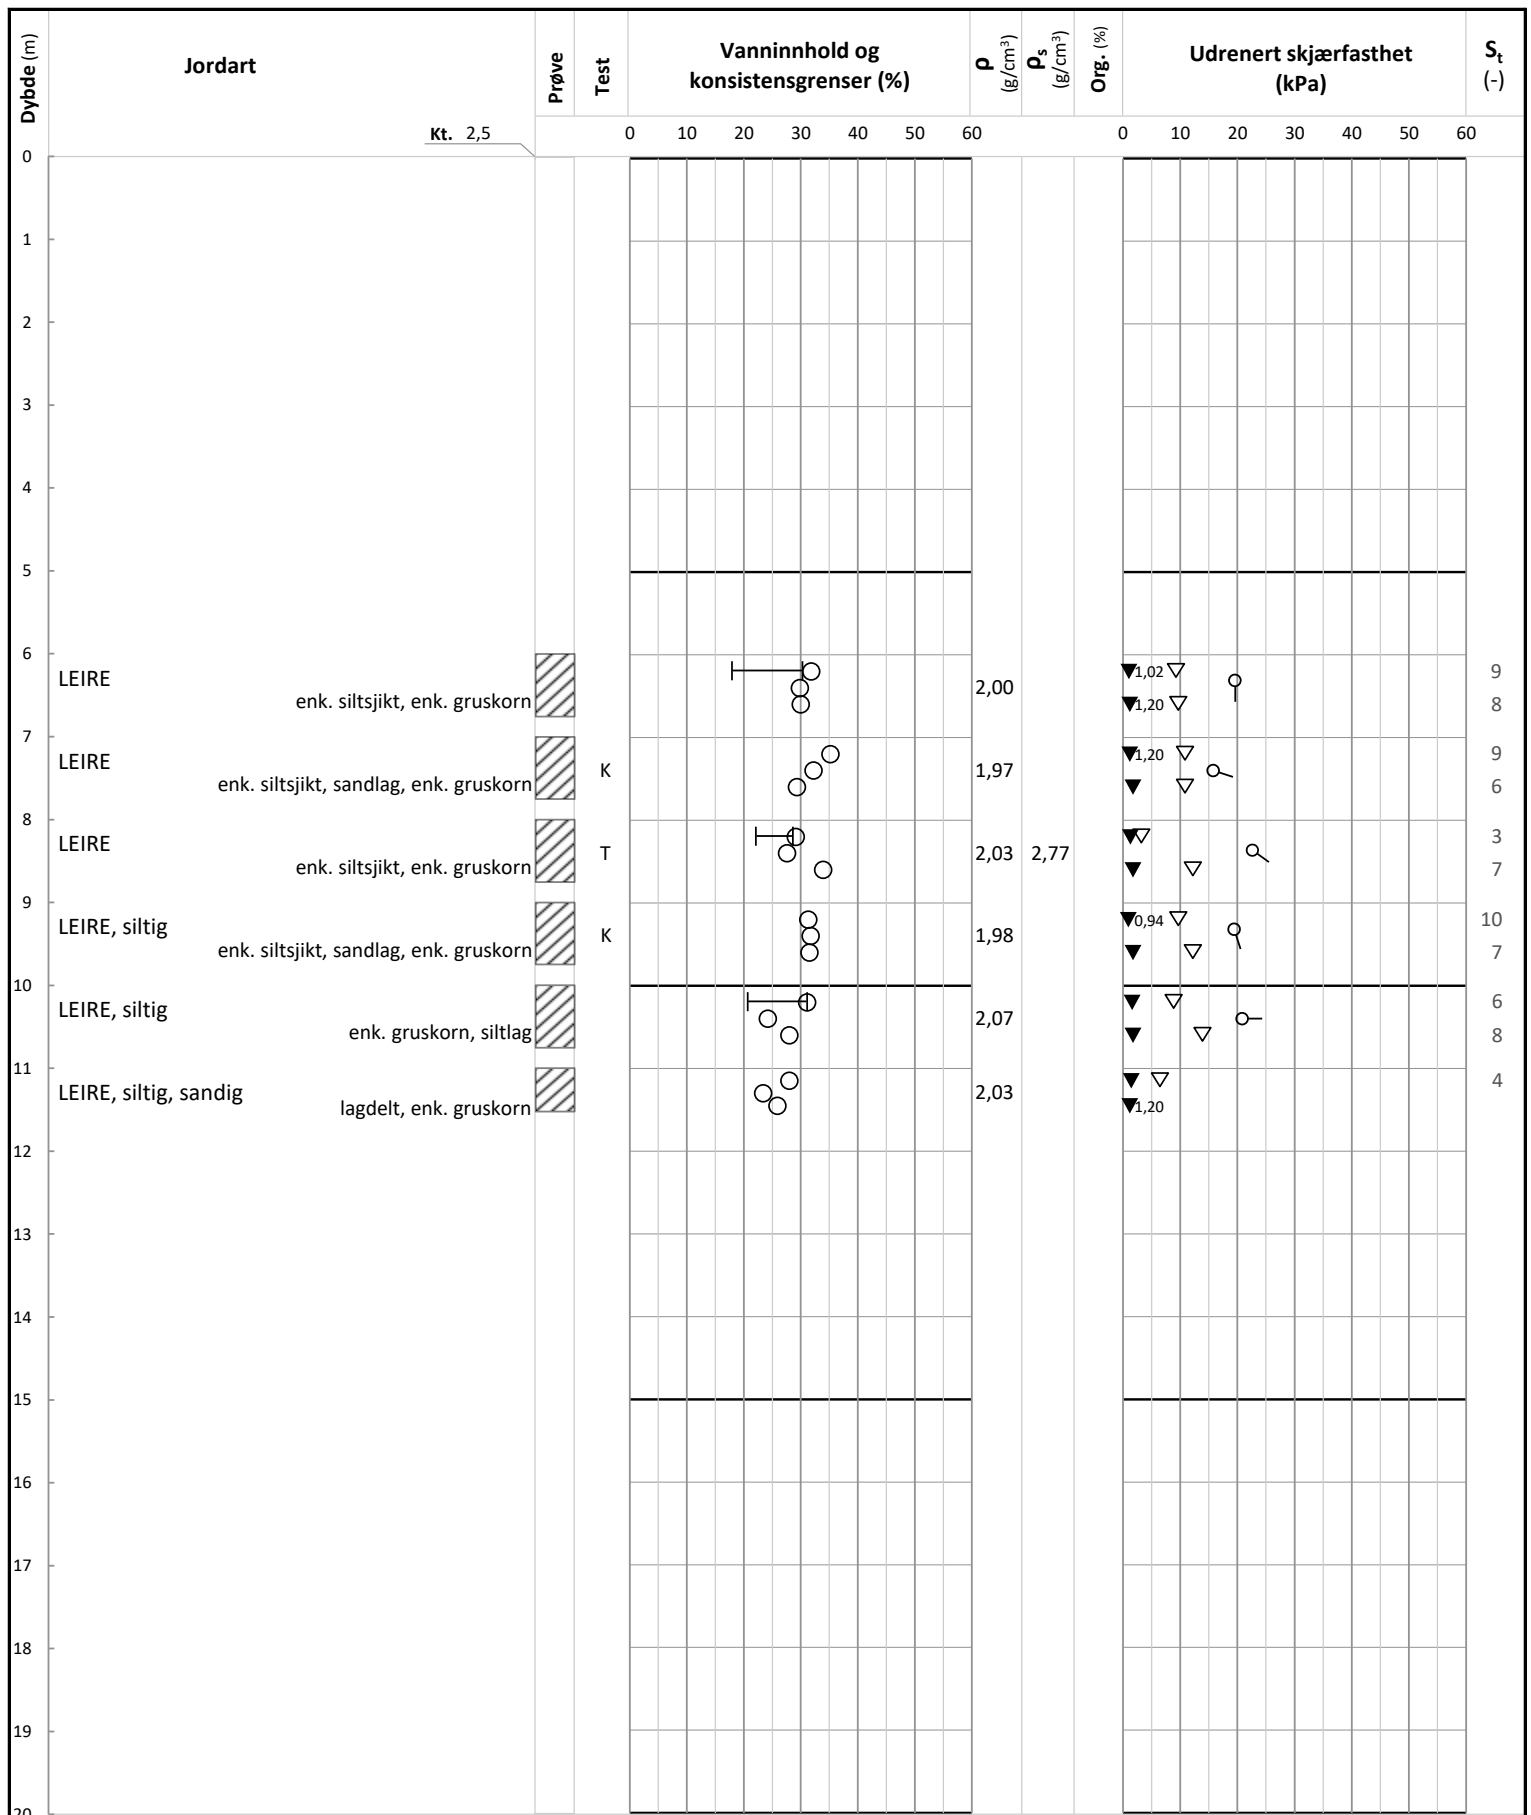 Dybde (m)
Jordart
Prøve
Test
Vanninnhold og
konsistensgrenser (%)
ρ
(g/cm³)
ρs
(g/cm³)
Org. (%)
Udrenert skjærfasthet
(kPa)
St
(-)
Kt. 2,5
0 10 20 30 40 50 60
0 10 20 30 40 50 60
0
1
2
3
4
5
6
LEIRE
1,02
9
enk. siltsjikt, enk. gruskorn
2,00
1,20
8
7
LEIRE
1,20
9
K
1,97
enk. siltsjikt, sandlag, enk. gruskorn
6
8
LEIRE
3
T
2,03
2,77
enk. siltsjikt, enk. gruskorn
7
9
LEIRE, siltig
0,94
10
K
1,98
enk. siltsjikt, sandlag, enk. gruskorn
7
10
LEIRE, siltig
6
2,07
enk. gruskorn, siltlag
8
11
LEIRE, siltig, sandig
2,03
4
lagdelt, enk. gruskorn
1,20
12
13
14
15
16
17
18
19
20